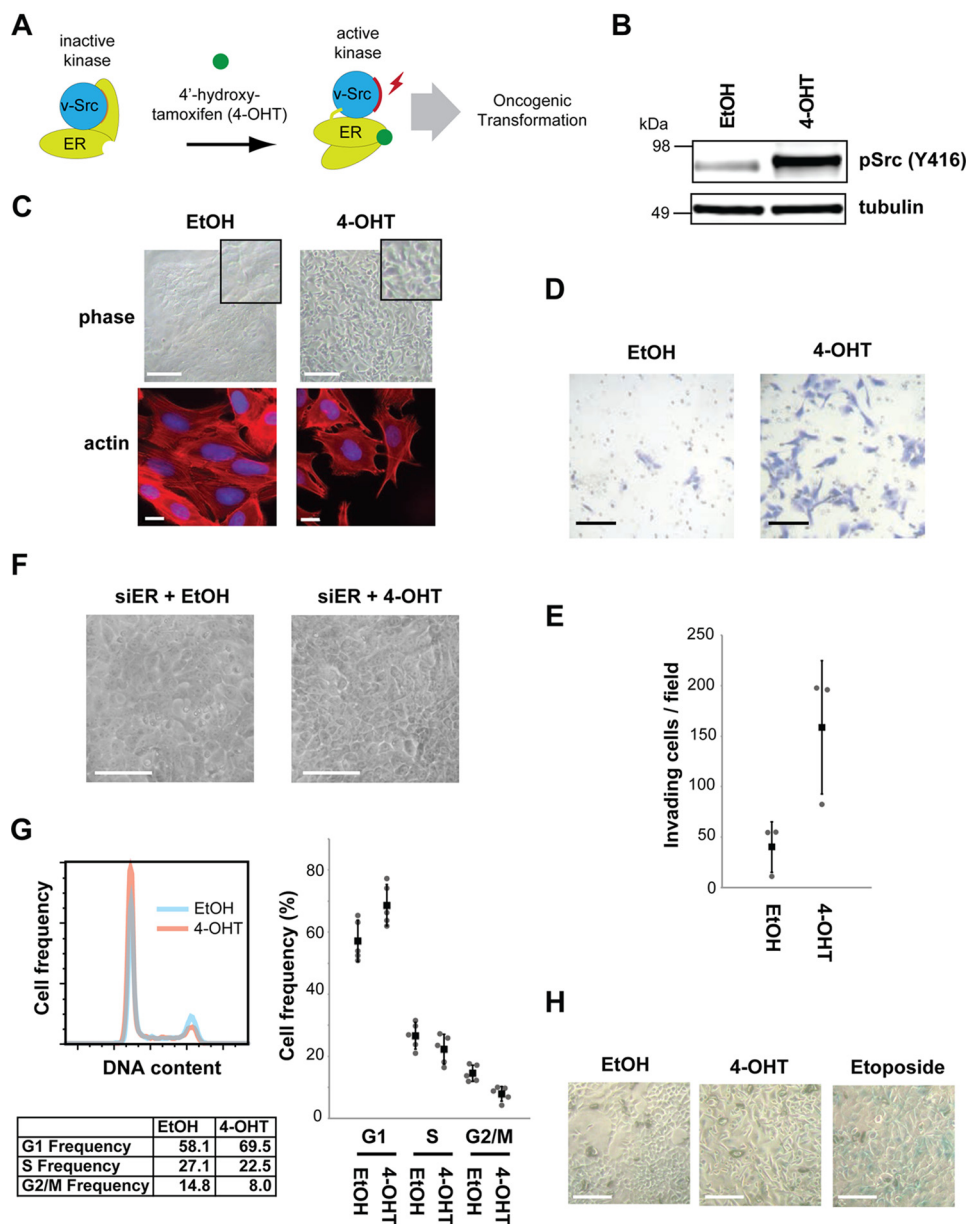 A
inactive
kinase
v-Src
ER
4'-hydroxy-
tamoxifen (4-OHT)
active
kinase
v-Src
ER
Oncogenic
Transformation
B
EtOH
4-OHT
kDa
98
49
pSrc (Y416)
tubulin
C
EtOH
4-OHT
phase
actin
D
EtOH
4-OHT
F
siER + EtOH
siER + 4-OHT
E
Invading cells / field
250
200
150
100
50
0
EtOH
4-OHT
G
Cell frequency
EtOH
4-OHT
DNA content
EtOH 4-OHT
G1 Frequency 58.1 69.5
S Frequency 27.1 22.5
G2/M Frequency 14.8 8.0
Cell frequency (%)
80
60
40
20
0
G1 S G2/M
EtOH 4-OHT EtOH 4-OHT EtOH 4-OHT
H
EtOH
4-OHT
Etoposide